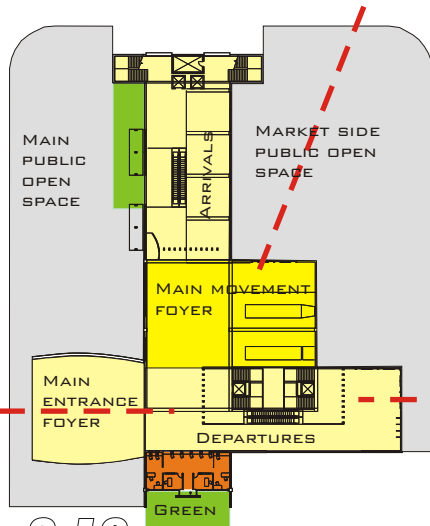 MAIN
PUBLIC
OPEN
SPACE
ARRIVALS
MARKET SIDE
PUBLIC OPEN
SPACE
MAIN MOVEMENT
FOYER
MAIN
ENTRANCE
FOYER
DEPARTURES
GREEN